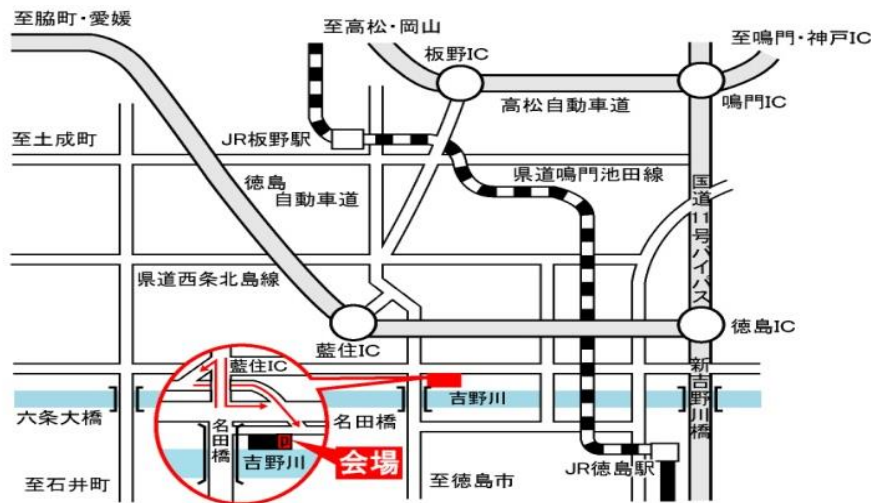 至脇町・愛媛
至高松・岡山
至鳴門・神戸IC
板野IC
高松自動車道
鳴門IC
至土成町
JR板野駅
県道鳴門池田線
徳島
自動車道
国道11号バイパス
県道西条北島線
藍住IC
徳島IC
藍住IC
新吉野川橋
吉野川
六条大橋
名田橋
名田橋
P
会場
吉野川
至石井町
至徳島市
JR徳島駅